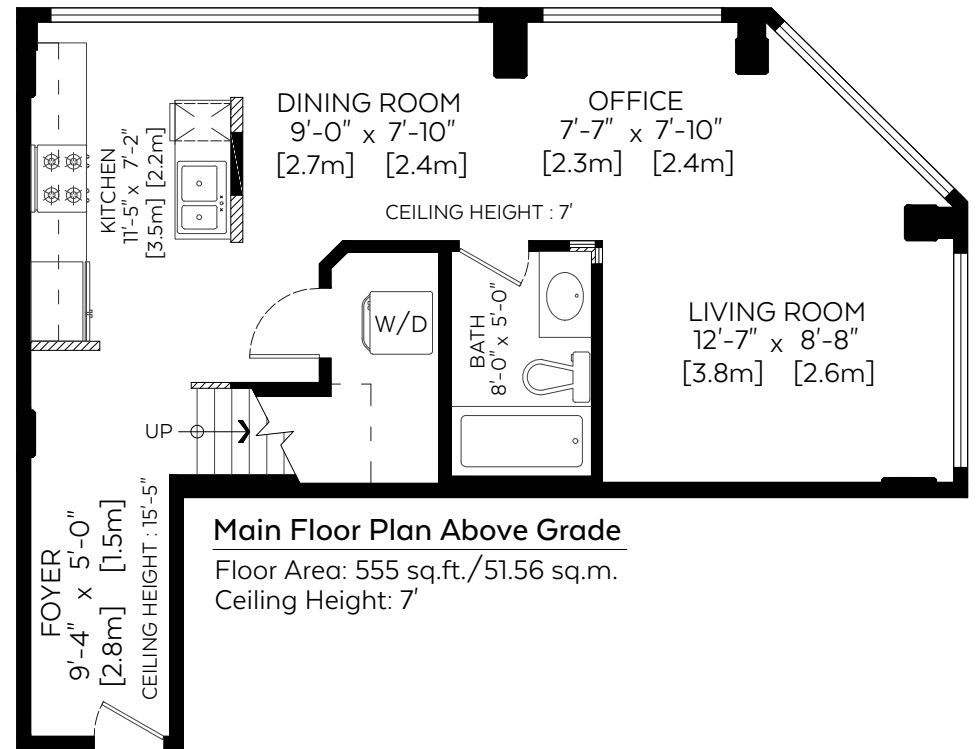 DINING ROOM
9'-0" x 7'-10"
[2.7m] [2.4m]
OFFICE
7'-7" x 7'-10"
[2.3m] [2.4m]
CEILING HEIGHT : 7'
KITCHEN
11'-5" x 7'-2"
[3.5m] [2.2m]
W/D
BATH
8'-0" x 5'-0"
LIVING ROOM
12'-7" x 8'-8"
[3.8m] [2.6m]
UP
FOYER
9'-4" x 5'-0"
[2.8m] [1.5m]
CEILING HEIGHT : 15'-5"
Main Floor Plan Above Grade
Floor Area: 555 sq.ft./51.56 sq.m.
Ceiling Height: 7'